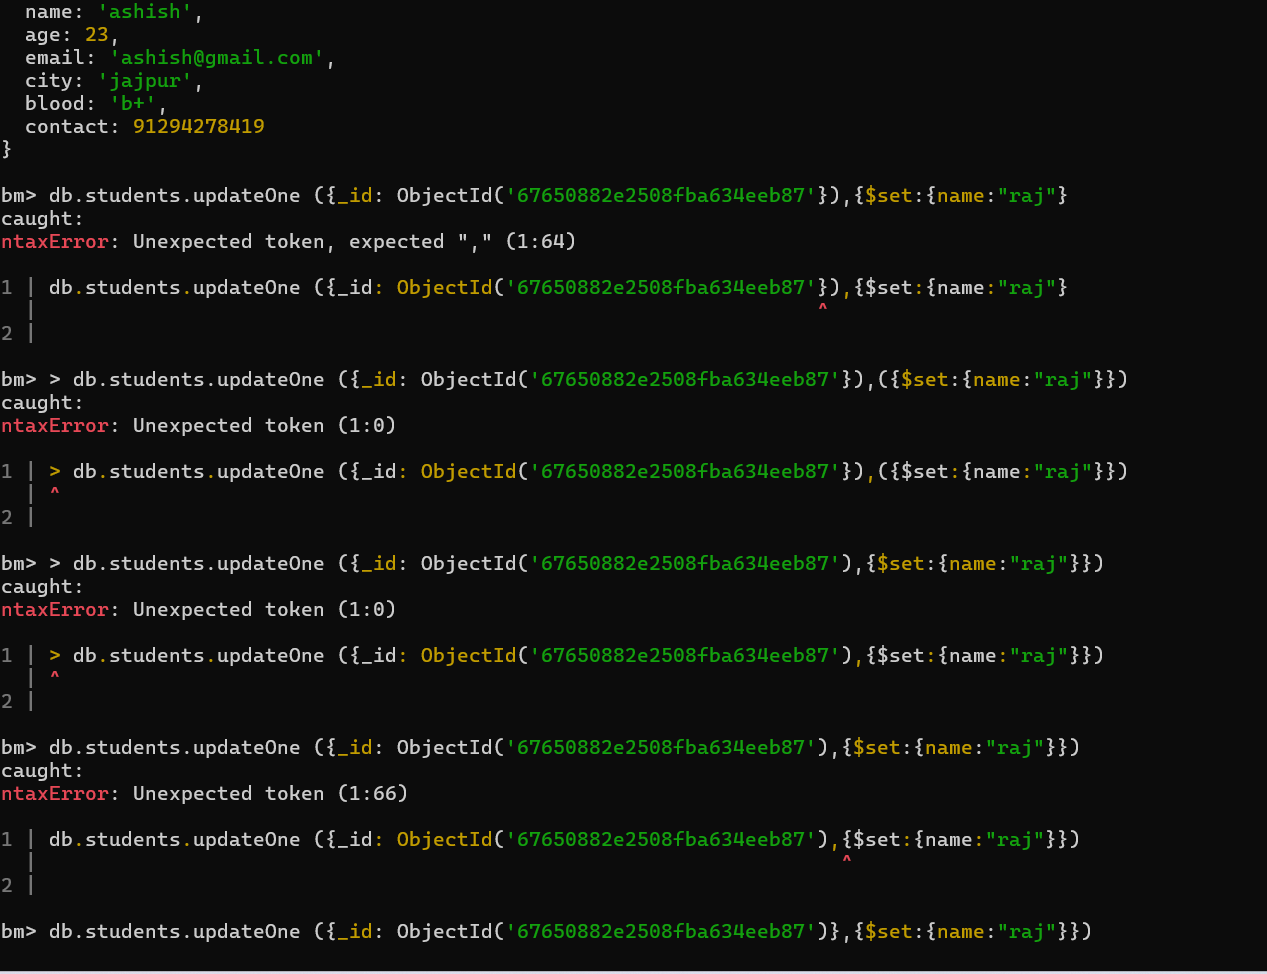 name: 'ashish',
age: 23,
email: 'ashish@gmail.com',
city: 'jajpur',
blood: 'b+',
contact: 91294278419
}
bm> db.students.updateOne ({_id: ObjectId('67650882e2508fba634eeb87'}),{$set:{name:"raj"}
caught:
ntaxError: Unexpected token, expected "," (1:64)
1 | db.students.updateOne ({_id: ObjectId('67650882e2508fba634eeb87'}),{$set:{name:"raj"}
| ^
2 |
bm> > db.students.updateOne ({_id: ObjectId('67650882e2508fba634eeb87'}),({$set:{name:"raj"}})
caught:
ntaxError: Unexpected token (1:0)
1 | > db.students.updateOne ({_id: ObjectId('67650882e2508fba634eeb87'}),({$set:{name:"raj"}})
| ^
2 |
bm> > db.students.updateOne ({_id: ObjectId('67650882e2508fba634eeb87'),{$set:{name:"raj"}})
caught:
ntaxError: Unexpected token (1:0)
1 | > db.students.updateOne ({_id: ObjectId('67650882e2508fba634eeb87'),{$set:{name:"raj"}})
| ^
2 |
bm> db.students.updateOne ({_id: ObjectId('67650882e2508fba634eeb87'),{$set:{name:"raj"}})
caught:
ntaxError: Unexpected token (1:66)
1 | db.students.updateOne ({_id: ObjectId('67650882e2508fba634eeb87'),{$set:{name:"raj"}})
| ^
2 |
bm> db.students.updateOne ({_id: ObjectId('67650882e2508fba634eeb87')},{$set:{name:"raj"}})